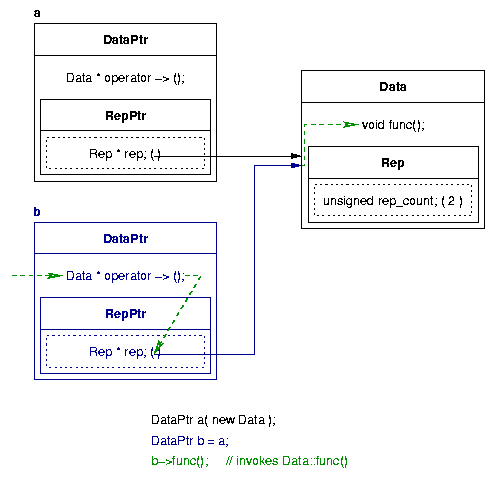 a
DataPtr
Data * operator -> ();
RepPtr
Rep * rep; ( )
Data
void func();
Rep
unsigned rep_count; ( 2 )
b
DataPtr
Data * operator -> ();
RepPtr
Rep * rep; ( )
DataPtr a( new Data );
DataPtr b = a;
b->func(); // invokes Data::func()